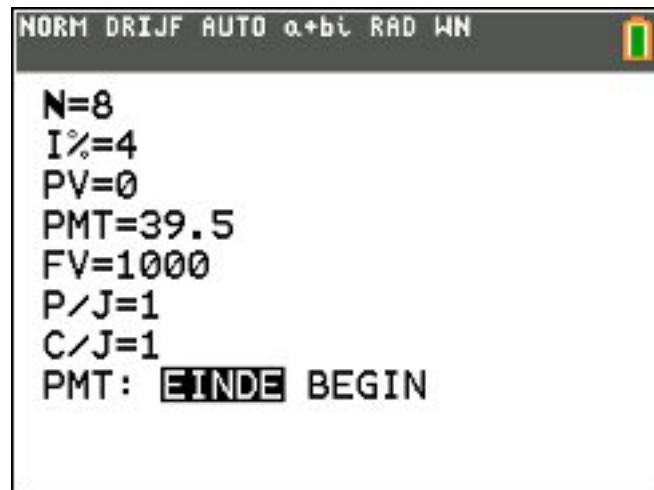 NORM DRIJF AUTO a+bi RAD WN
N=8
I%=4
PV=0
PMT=39.5
FV=1000
P/J=1
C/J=1
PMT: EINDE BEGIN